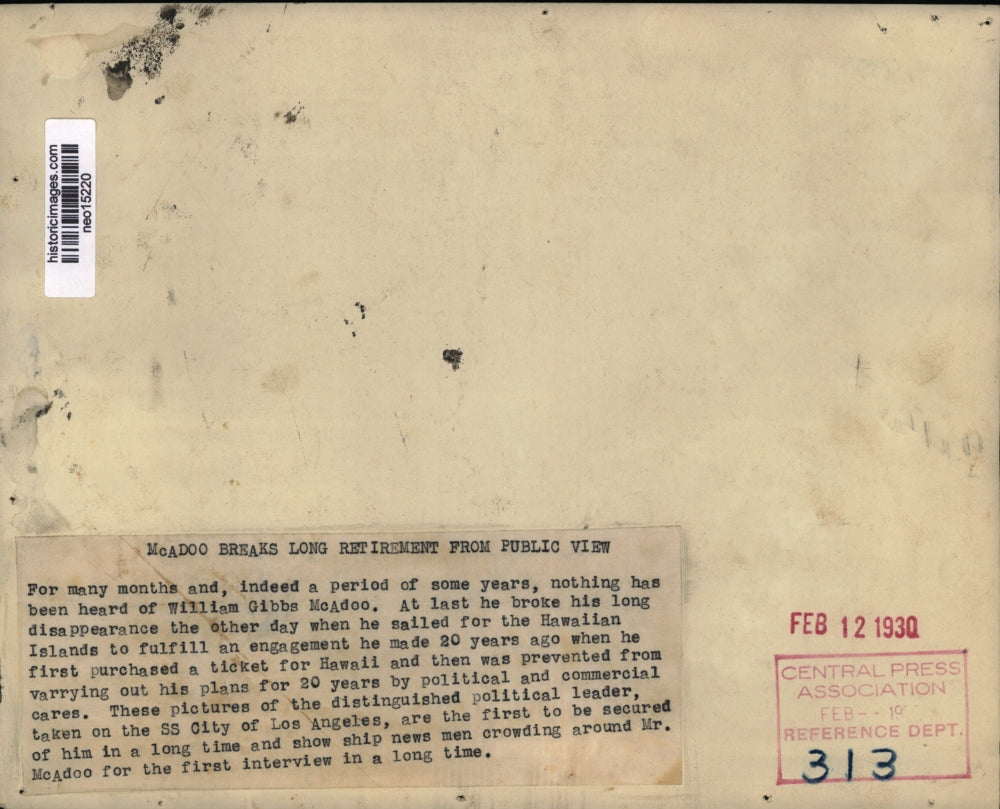 historicimages.com
neo15220
McADOO BREAKS LONG RETIREMENT FROM PUBLIC VIEW
For many months and, indeed a period of some years, nothing has
been heard of William Gibbs McAdoo. At last he broke his long
disappearance the other day when he sailed for the Hawaiian
Islands to fulfill an engagement he made 20 years ago when he
first purchased a ticket for Hawaii and then was prevented from
varrying out his plans for 20 years by political and commercial
cares. These pictures of the distinguished political leader,
taken on the SS City of Los Angeles, are the first to be secured
of him in a long time and show ship news men crowding around Mr.
McAdoo for the first interview in a long time.
FEB 12 1930
CENTRAL PRESS
ASSOCIATION
FEB - - 10
REFERENCE DEPT.
313